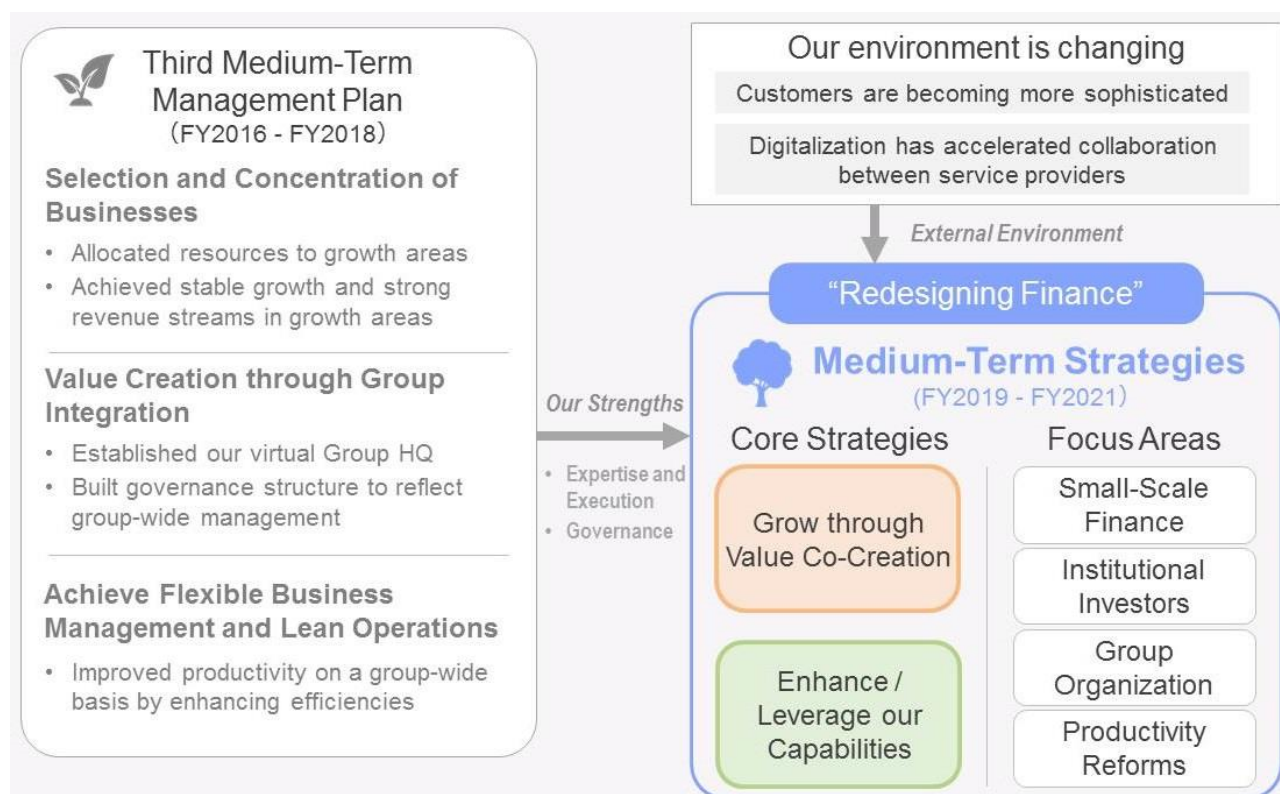 Third Medium-Term
Management Plan
（FY2016 - FY2018）
Selection and Concentration of
Businesses
• Allocated resources to growth areas
• Achieved stable growth and strong
revenue streams in growth areas
Value Creation through Group
Integration
• Established our virtual Group HQ
• Built governance structure to reflect
group-wide management
Achieve Flexible Business
Management and Lean Operations
• Improved productivity on a group-wide
basis by enhancing efficiencies
Our Strengths
• Expertise and
Execution
• Governance
Our environment is changing
Customers are becoming more sophisticated
Digitalization has accelerated collaboration
between service providers
External Environment
“Redesigning Finance”
Medium-Term Strategies
(FY2019 - FY2021）
Core Strategies
Grow through
Value Co-Creation
Enhance /
Leverage our
Capabilities
Focus Areas
Small-Scale
Finance
Institutional
Investors
Group
Organization
Productivity
Reforms